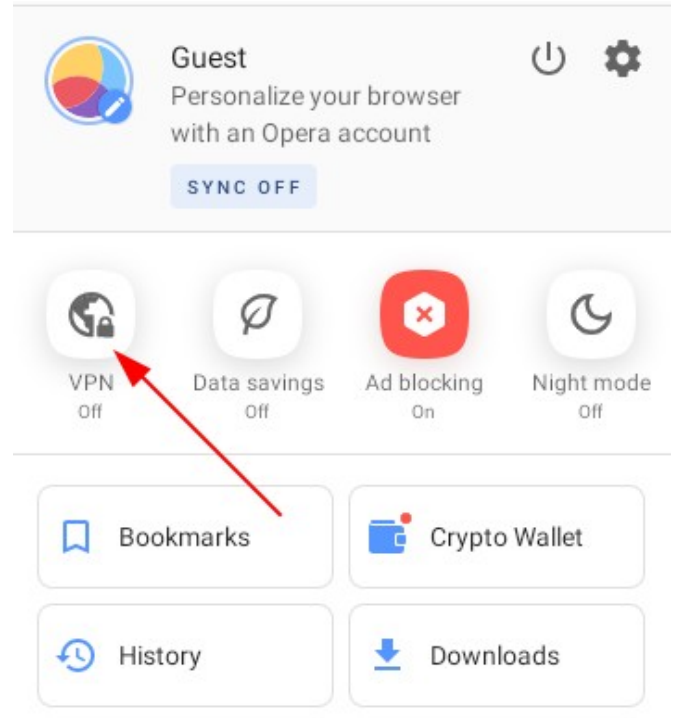 Guest
Personalize your browser
with an Opera account
SYNC OFF
VPN
Off
Data savings
Off
Ad blocking
On
Night mode
Off
Bookmarks
Crypto Wallet
History
Downloads